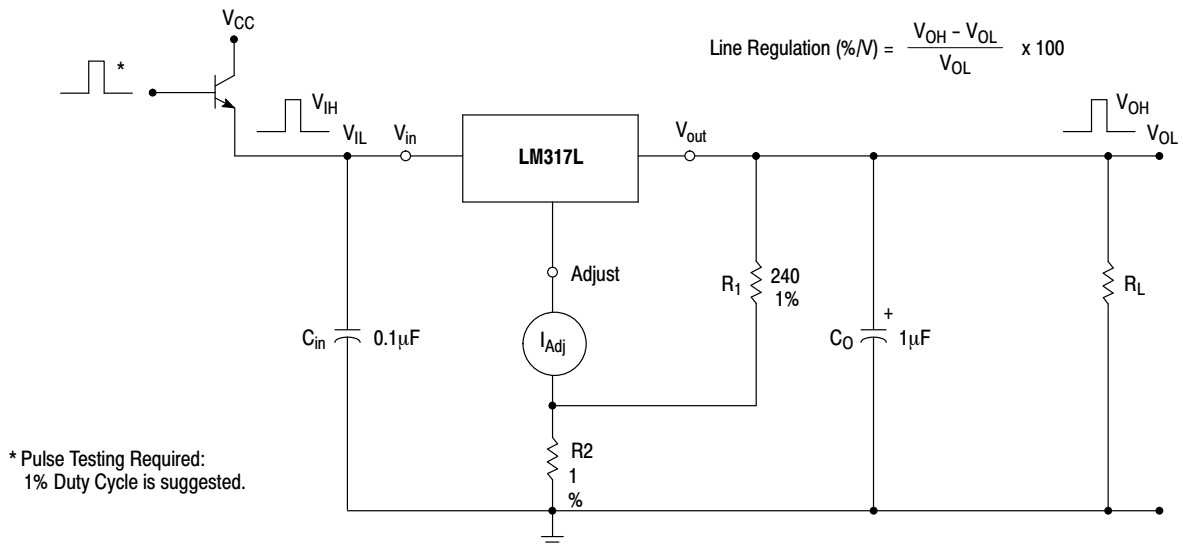 V_CC
Line Regulation (%/V) = V_OH – V_OL / V_OL x 100
*
V_IH
V_IL
V_in
LM317L
V_out
V_OH
V_OL
Adjust
R_1
240
1%
R_L
C_in
0.1μF
I_Adj
C_O
+
1μF
R2
1
%
* Pulse Testing Required:
1% Duty Cycle is suggested.